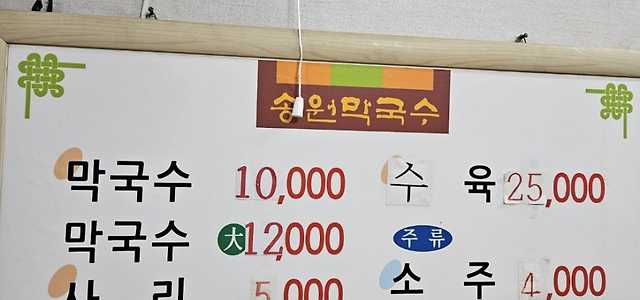 송원막국수
막국수 10,000
수 육 25,000
막국수 大 12,000
주류
사 리 5,000
소 주 4,000